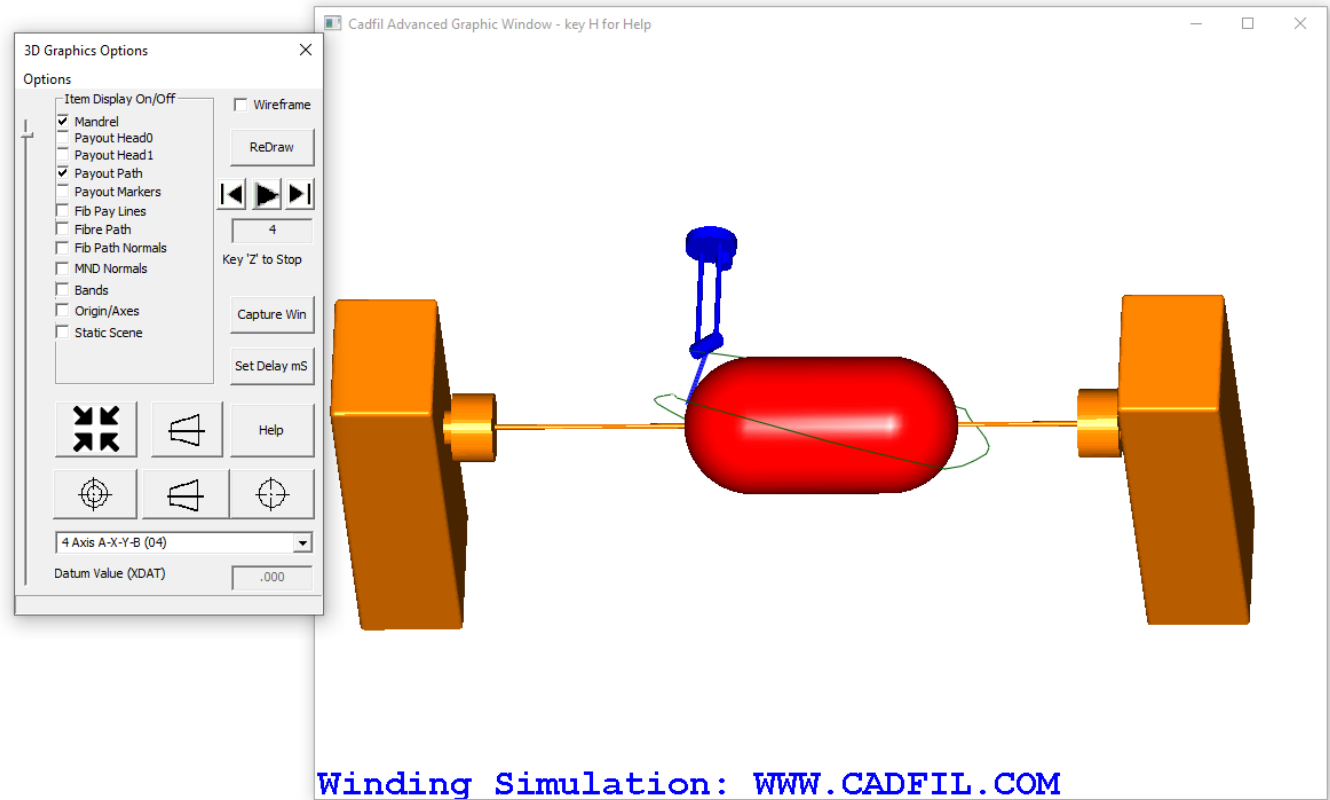 Cadfil Advanced Graphic Window - key H for Help
3D Graphics Options
Options
Item Display On/Off
Mandrel
Payout Head0
Payout Head1
Payout Path
Payout Markers
Fib Pay Lines
Fibre Path
Fib Path Normals
MND Normals
Bands
Origin/Axes
Static Scene
Wireframe
ReDraw
4
Key 'Z' to Stop
Capture Win
Set Delay mS
Help
4 Axis A-X-Y-B (04)
Datum Value (XDAT)
.000
Winding Simulation: WWW.CADFIL.COM